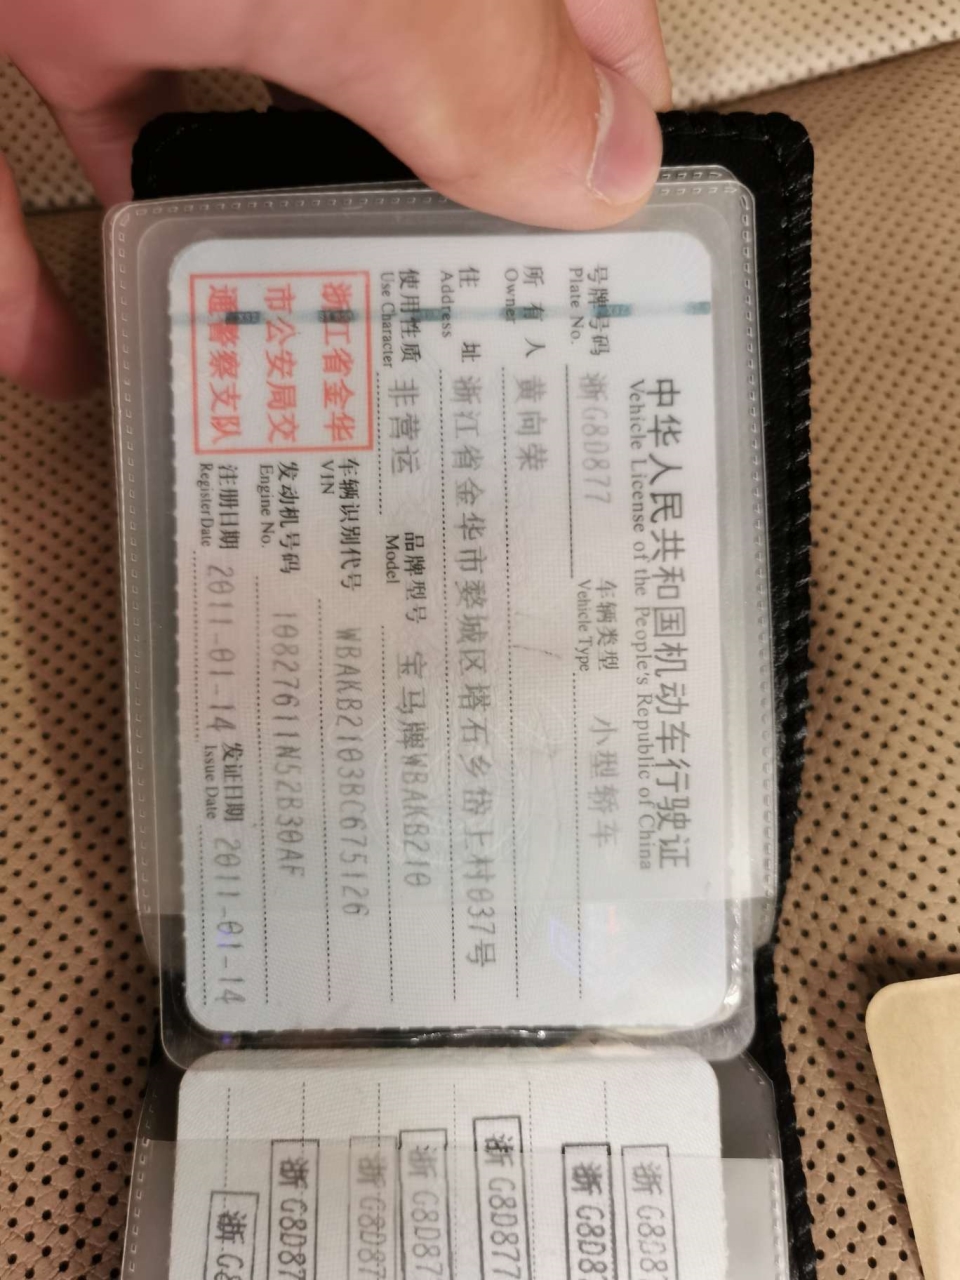 中华人民共和国机动车行驶证
Vehicle License of the People's Republic of China
号牌号码 浙G8D877 车辆类型 小型轿车
Plate No. Vehicle Type
所有人 黄向荣
Owner
住址 浙江省金华市婺城区塔石乡岱上村037号
Address
使用性质 非营运 品牌型号 宝马牌WBAKB210
Use Character Model
浙江省金华
市公安局交
通警察支队
车辆识别代号 WBAKB2103BC675126
VIN
发动机号码 10827611N52B30AF
Engine No.
注册日期 2011-01-14 发证日期 2011-01-14
Register Date Issue Date
浙G8D87
浙G8D8
浙G8D877
浙G8D87
浙G8D87
浙G8D87
浙G8